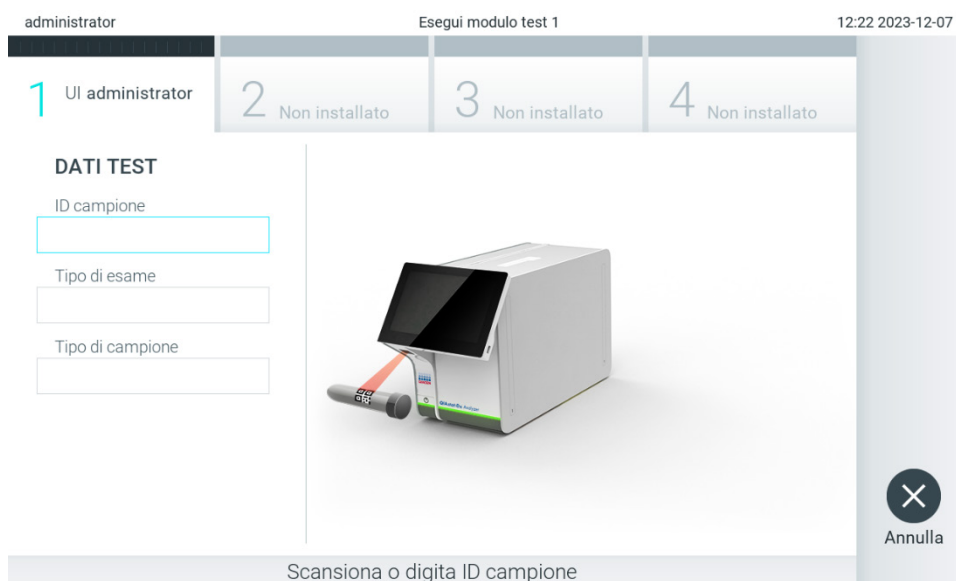 administrator Esegui modulo test 1 12:22 2023-12-07
1 UI administrator 2 Non installato 3 Non installato 4 Non installato
DATI TEST
ID campione
Tipo di esame
Tipo di campione
Annulla
Scansiona o digita ID campione